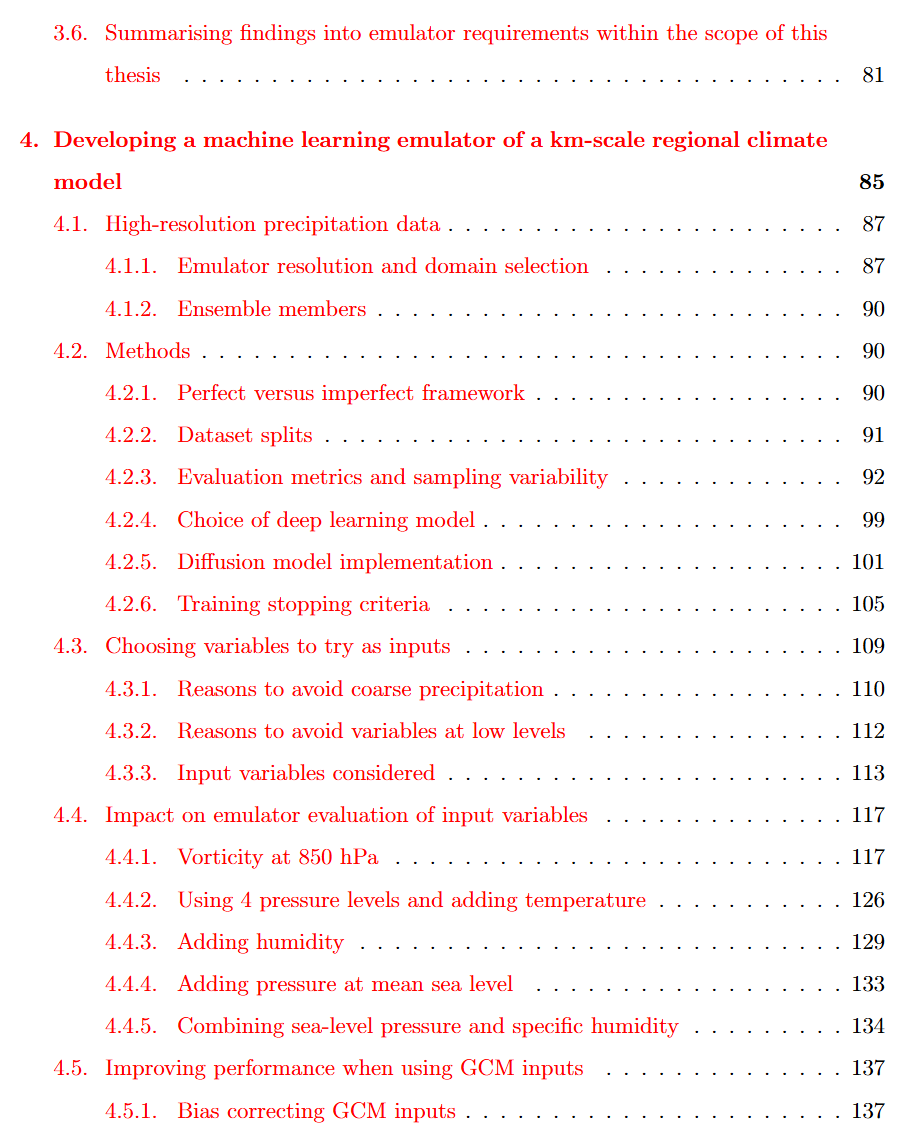 3.6. Summarising findings into emulator requirements within the scope of this
thesis . . . . . . . . . . . . . . . . . . . . . . . . . . . . . . . . . . . . . . 81
4. Developing a machine learning emulator of a km-scale regional climate
model 85
4.1. High-resolution precipitation data . . . . . . . . . . . . . . . . . . . . . . . 87
4.1.1. Emulator resolution and domain selection . . . . . . . . . . . . . . 87
4.1.2. Ensemble members . . . . . . . . . . . . . . . . . . . . . . . . . . . 90
4.2. Methods . . . . . . . . . . . . . . . . . . . . . . . . . . . . . . . . . . . . . 90
4.2.1. Perfect versus imperfect framework . . . . . . . . . . . . . . . . . . 90
4.2.2. Dataset splits . . . . . . . . . . . . . . . . . . . . . . . . . . . . . . 91
4.2.3. Evaluation metrics and sampling variability . . . . . . . . . . . . . 92
4.2.4. Choice of deep learning model . . . . . . . . . . . . . . . . . . . . . 99
4.2.5. Diffusion model implementation . . . . . . . . . . . . . . . . . . . . 101
4.2.6. Training stopping criteria . . . . . . . . . . . . . . . . . . . . . . . 105
4.3. Choosing variables to try as inputs . . . . . . . . . . . . . . . . . . . . . . 109
4.3.1. Reasons to avoid coarse precipitation . . . . . . . . . . . . . . . . . 110
4.3.2. Reasons to avoid variables at low levels . . . . . . . . . . . . . . . 112
4.3.3. Input variables considered . . . . . . . . . . . . . . . . . . . . . . . 113
4.4. Impact on emulator evaluation of input variables . . . . . . . . . . . . . . 117
4.4.1. Vorticity at 850 hPa . . . . . . . . . . . . . . . . . . . . . . . . . . 117
4.4.2. Using 4 pressure levels and adding temperature . . . . . . . . . . . 126
4.4.3. Adding humidity . . . . . . . . . . . . . . . . . . . . . . . . . . . . 129
4.4.4. Adding pressure at mean sea level . . . . . . . . . . . . . . . . . . 133
4.4.5. Combining sea-level pressure and specific humidity . . . . . . . . . 134
4.5. Improving performance when using GCM inputs . . . . . . . . . . . . . . 137
4.5.1. Bias correcting GCM inputs . . . . . . . . . . . . . . . . . . . . . . 137